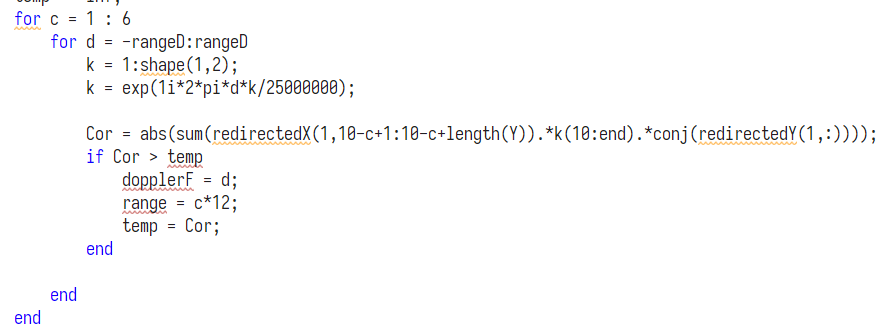 for c = 1 : 6
for d = -rangeD:rangeD
k = 1:shape(1,2);
k = exp(1i*2*pi*d*k/25000000);
Cor = abs(sum(redirectedX(1,10-c+1:10-c+length(Y)).*k(10:end).*conj(redirectedY(1,:))));
if Cor > temp
dopplerF = d;
range = c*12;
temp = Cor;
end
end
end